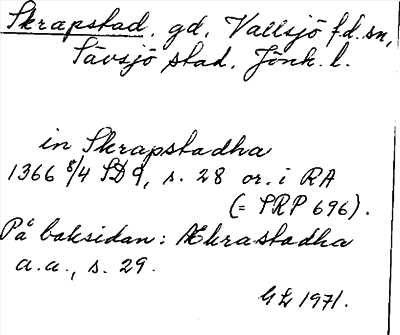 Skrapstad, gd, Vallsjö f.d. sn,
Sävsjö stad, Jönk. l.
in Skrapstadha
1366 8/4 SD 9, s. 28 or. i RA
(= SRP 696).
På baksidan: Ækrastadha
a.a., s. 29.
GL 1971.